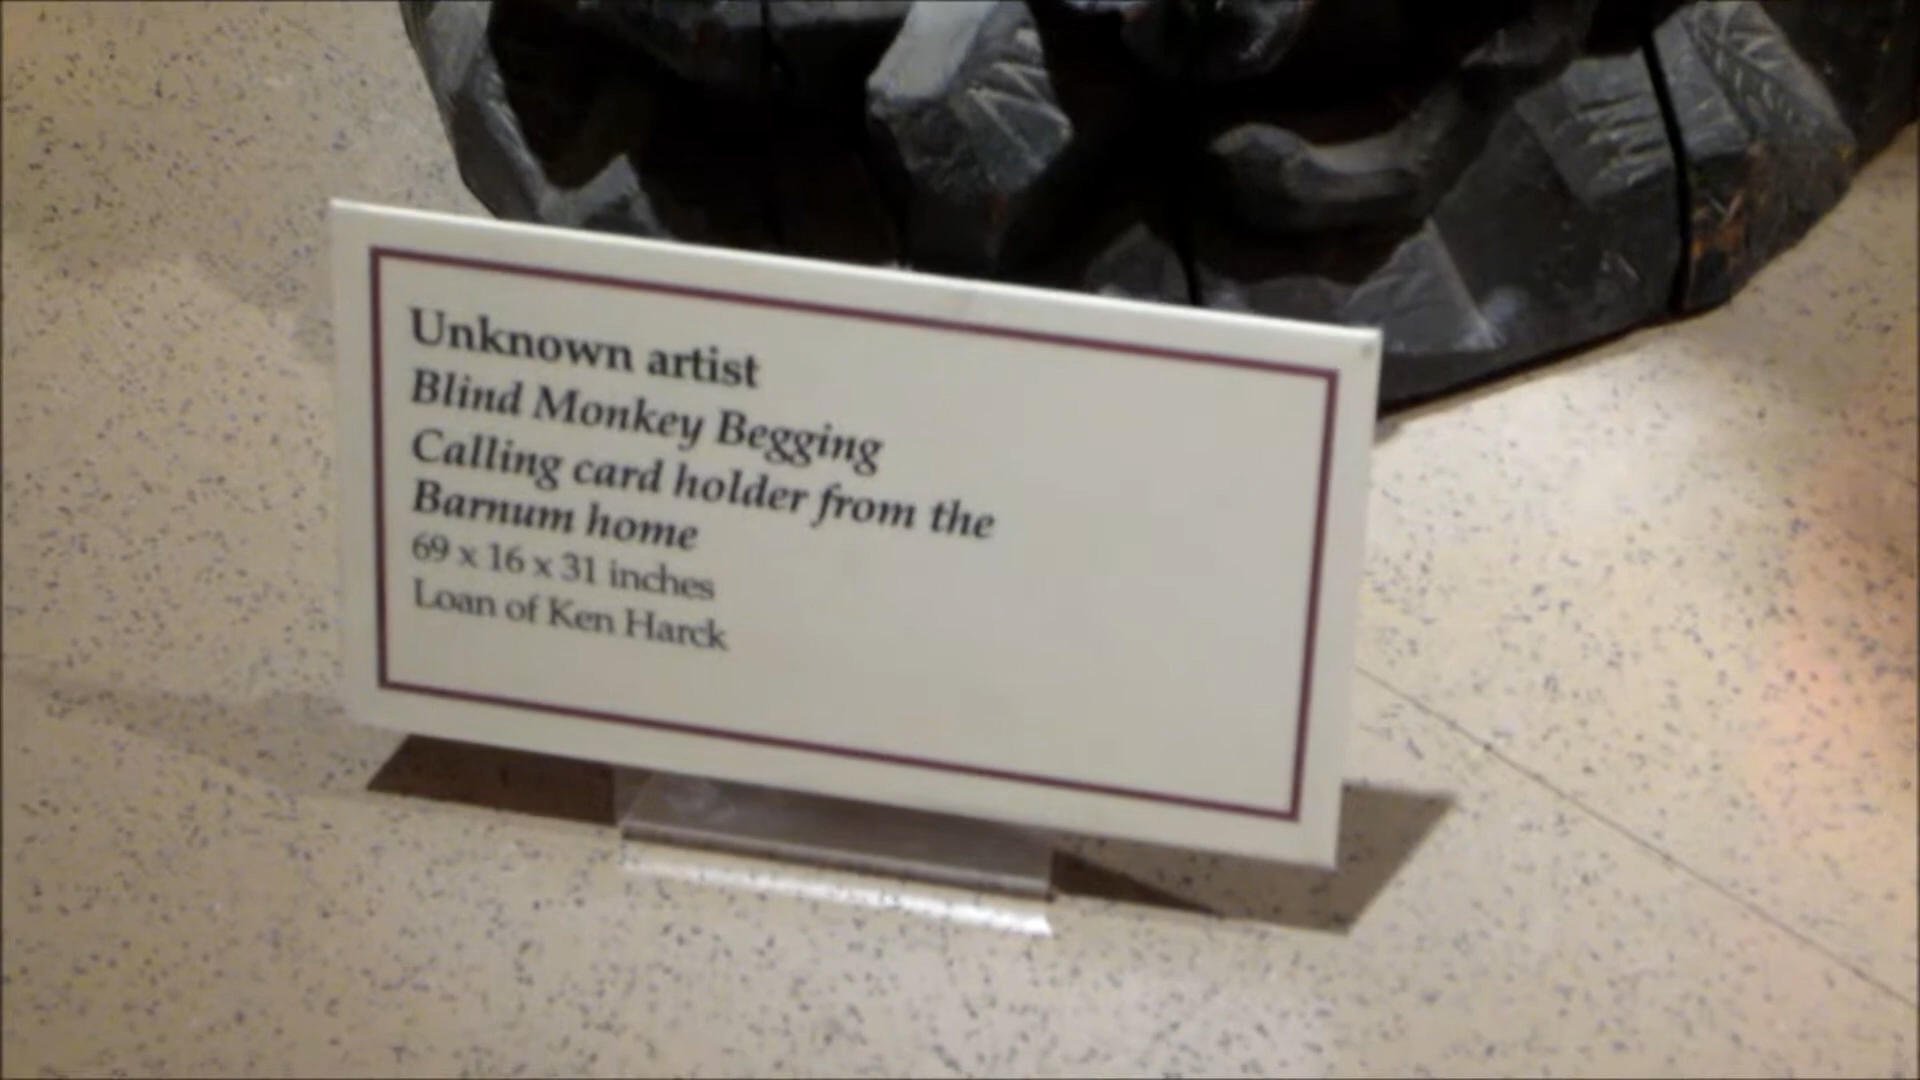 Unknown artist
Blind Monkey Begging
Calling card holder from the
Barnum home
69 x 16 x 31 inches
Loan of Ken Harck